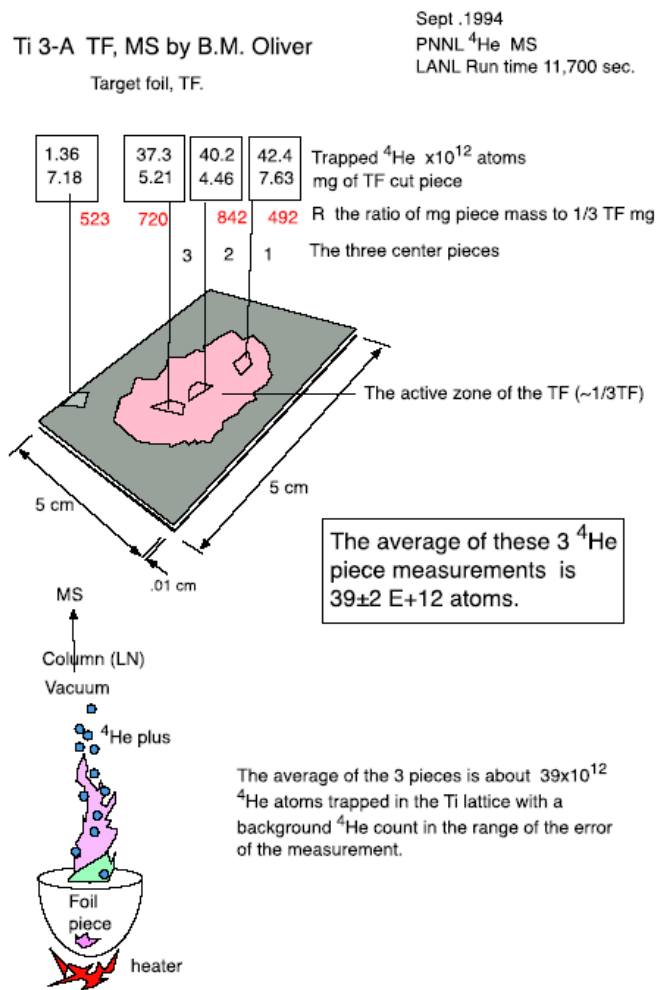 Ti 3-A TF, MS by B.M. Oliver
Target foil, TF.
Sept .1994
PNNL ⁴He MS
LANL Run time 11,700 sec.
1.36 37.3 40.2 42.4 Trapped ⁴He x10¹² atoms
7.18 5.21 4.46 7.63 mg of TF cut piece
523 720 842 492 R the ratio of mg piece mass to 1/3 TF mg
3 2 1 The three center pieces
The active zone of the TF (~1/3TF)
5 cm
5 cm
.01 cm
The average of these 3 ⁴He
piece measurements is
39±2 E+12 atoms.
MS
Column (LN)
Vacuum
⁴He plus
The average of the 3 pieces is about 39x10¹²
⁴He atoms trapped in the Ti lattice with a
background ⁴He count in the range of the error
of the measurement.
Foil
piece
heater